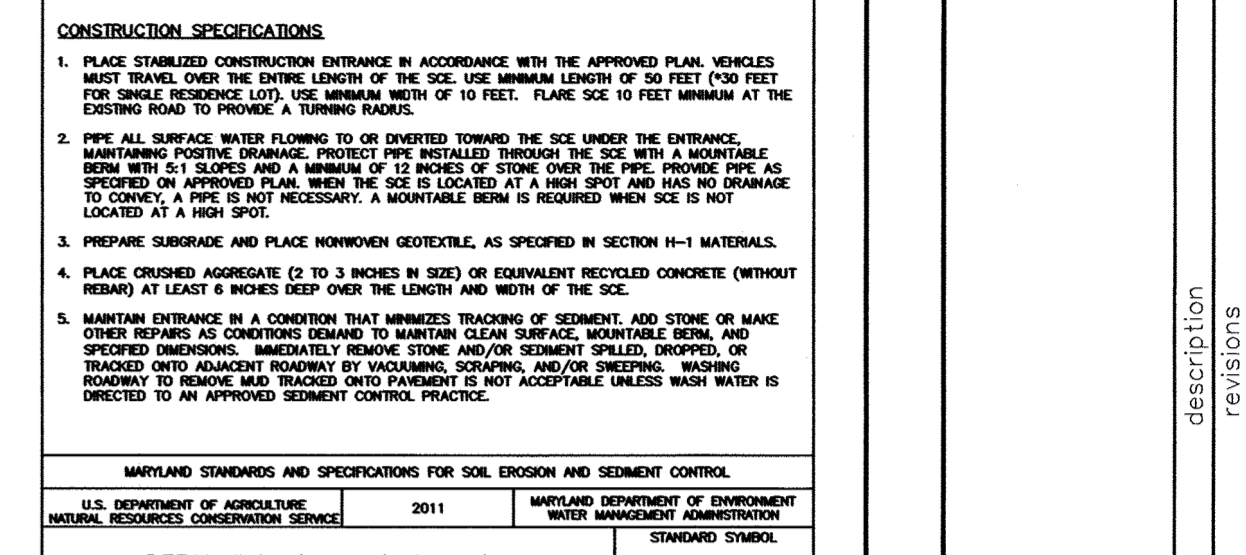 CONSTRUCTION SPECIFICATIONS
1. PLACE STABILIZED CONSTRUCTION ENTRANCE IN ACCORDANCE WITH THE APPROVED PLAN. VEHICLES
MUST TRAVEL OVER THE ENTIRE LENGTH OF THE SCE. USE MINIMUM LENGTH OF 50 FEET (*30 FEET
FOR SINGLE RESIDENCE LOT). USE MINIMUM WIDTH OF 10 FEET. FLARE SCE 10 FEET MINIMUM AT THE
EXISTING ROAD TO PROVIDE A TURNING RADIUS.
2. PIPE ALL SURFACE WATER FLOWING TO OR DIVERTED TOWARD THE SCE UNDER THE ENTRANCE,
MAINTAINING POSITIVE DRAINAGE. PROTECT PIPE INSTALLED THROUGH THE SCE WITH A MOUNTABLE
BERM WITH 5:1 SLOPES AND A MINIMUM OF 12 INCHES OF STONE OVER THE PIPE. PROVIDE PIPE AS
SPECIFIED ON APPROVED PLAN. WHEN THE SCE IS LOCATED AT A HIGH SPOT AND HAS NO DRAINAGE
TO CONVEY, A PIPE IS NOT NECESSARY. A MOUNTABLE BERM IS REQUIRED WHEN SCE IS NOT
LOCATED AT A HIGH SPOT.
3. PREPARE SUBGRADE AND PLACE NONWOVEN GEOTEXTILE, AS SPECIFIED IN SECTION H-1 MATERIALS.
4. PLACE CRUSHED AGGREGATE (2 TO 3 INCHES IN SIZE) OR EQUIVALENT RECYCLED CONCRETE (WITHOUT
REBAR) AT LEAST 6 INCHES DEEP OVER THE LENGTH AND WIDTH OF THE SCE.
5. MAINTAIN ENTRANCE IN A CONDITION THAT MINIMIZES TRACKING OF SEDIMENT. ADD STONE OR MAKE
OTHER REPAIRS AS CONDITIONS DEMAND TO MAINTAIN CLEAN SURFACE, MOUNTABLE BERM, AND
SPECIFIED DIMENSIONS. IMMEDIATELY REMOVE STONE AND/OR SEDIMENT SPILLED, DROPPED, OR
TRACKED ONTO ADJACENT ROADWAY BY VACUUMING, SCRAPING, AND/OR SWEEPING. WASHING
ROADWAY TO REMOVE MUD TRACKED ONTO PAVEMENT IS NOT ACCEPTABLE UNLESS WASH WATER IS
DIRECTED TO AN APPROVED SEDIMENT CONTROL PRACTICE.
MARYLAND STANDARDS AND SPECIFICATIONS FOR SOIL EROSION AND SEDIMENT CONTROL
U.S. DEPARTMENT OF AGRICULTURE
NATURAL RESOURCES CONSERVATION SERVICE
2011
MARYLAND DEPARTMENT OF ENVIRONMENT
WATER MANAGEMENT ADMINISTRATION
STANDARD SYMBOL
description
revisions